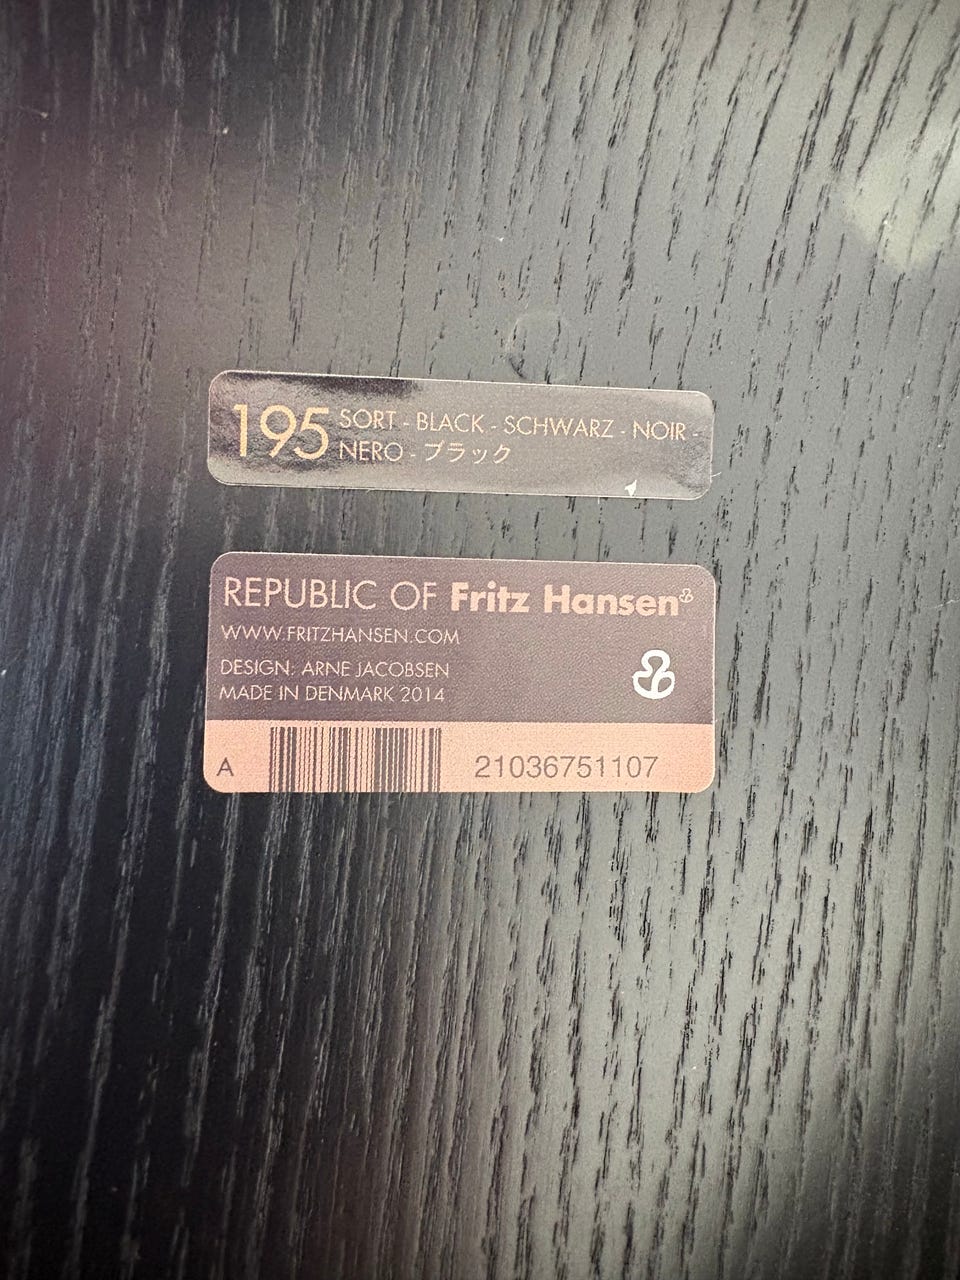 195 SORT - BLACK - SCHWARZ - NOIR -
NERO - ブラック
REPUBLIC OF Fritz Hansen
WWW.FRITZHANSEN.COM
DESIGN: ARNE JACOBSEN
MADE IN DENMARK 2014
A 21036751107